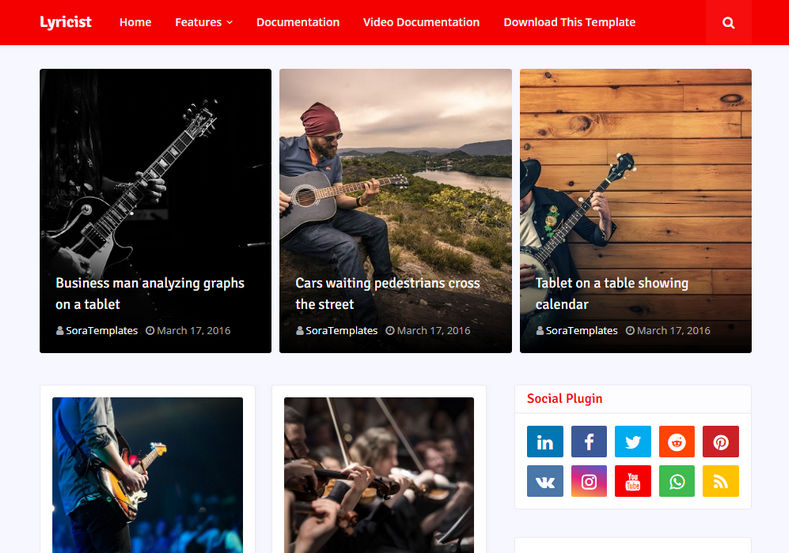 Lyricist Home Features Documentation Video Documentation Download This Template
Business man analyzing graphs
on a tablet
SoraTemplates March 17, 2016
Cars waiting pedestrians cross
the street
SoraTemplates March 17, 2016
Tablet on a table showing
calendar
SoraTemplates March 17, 2016
Social Plugin
You
Tube